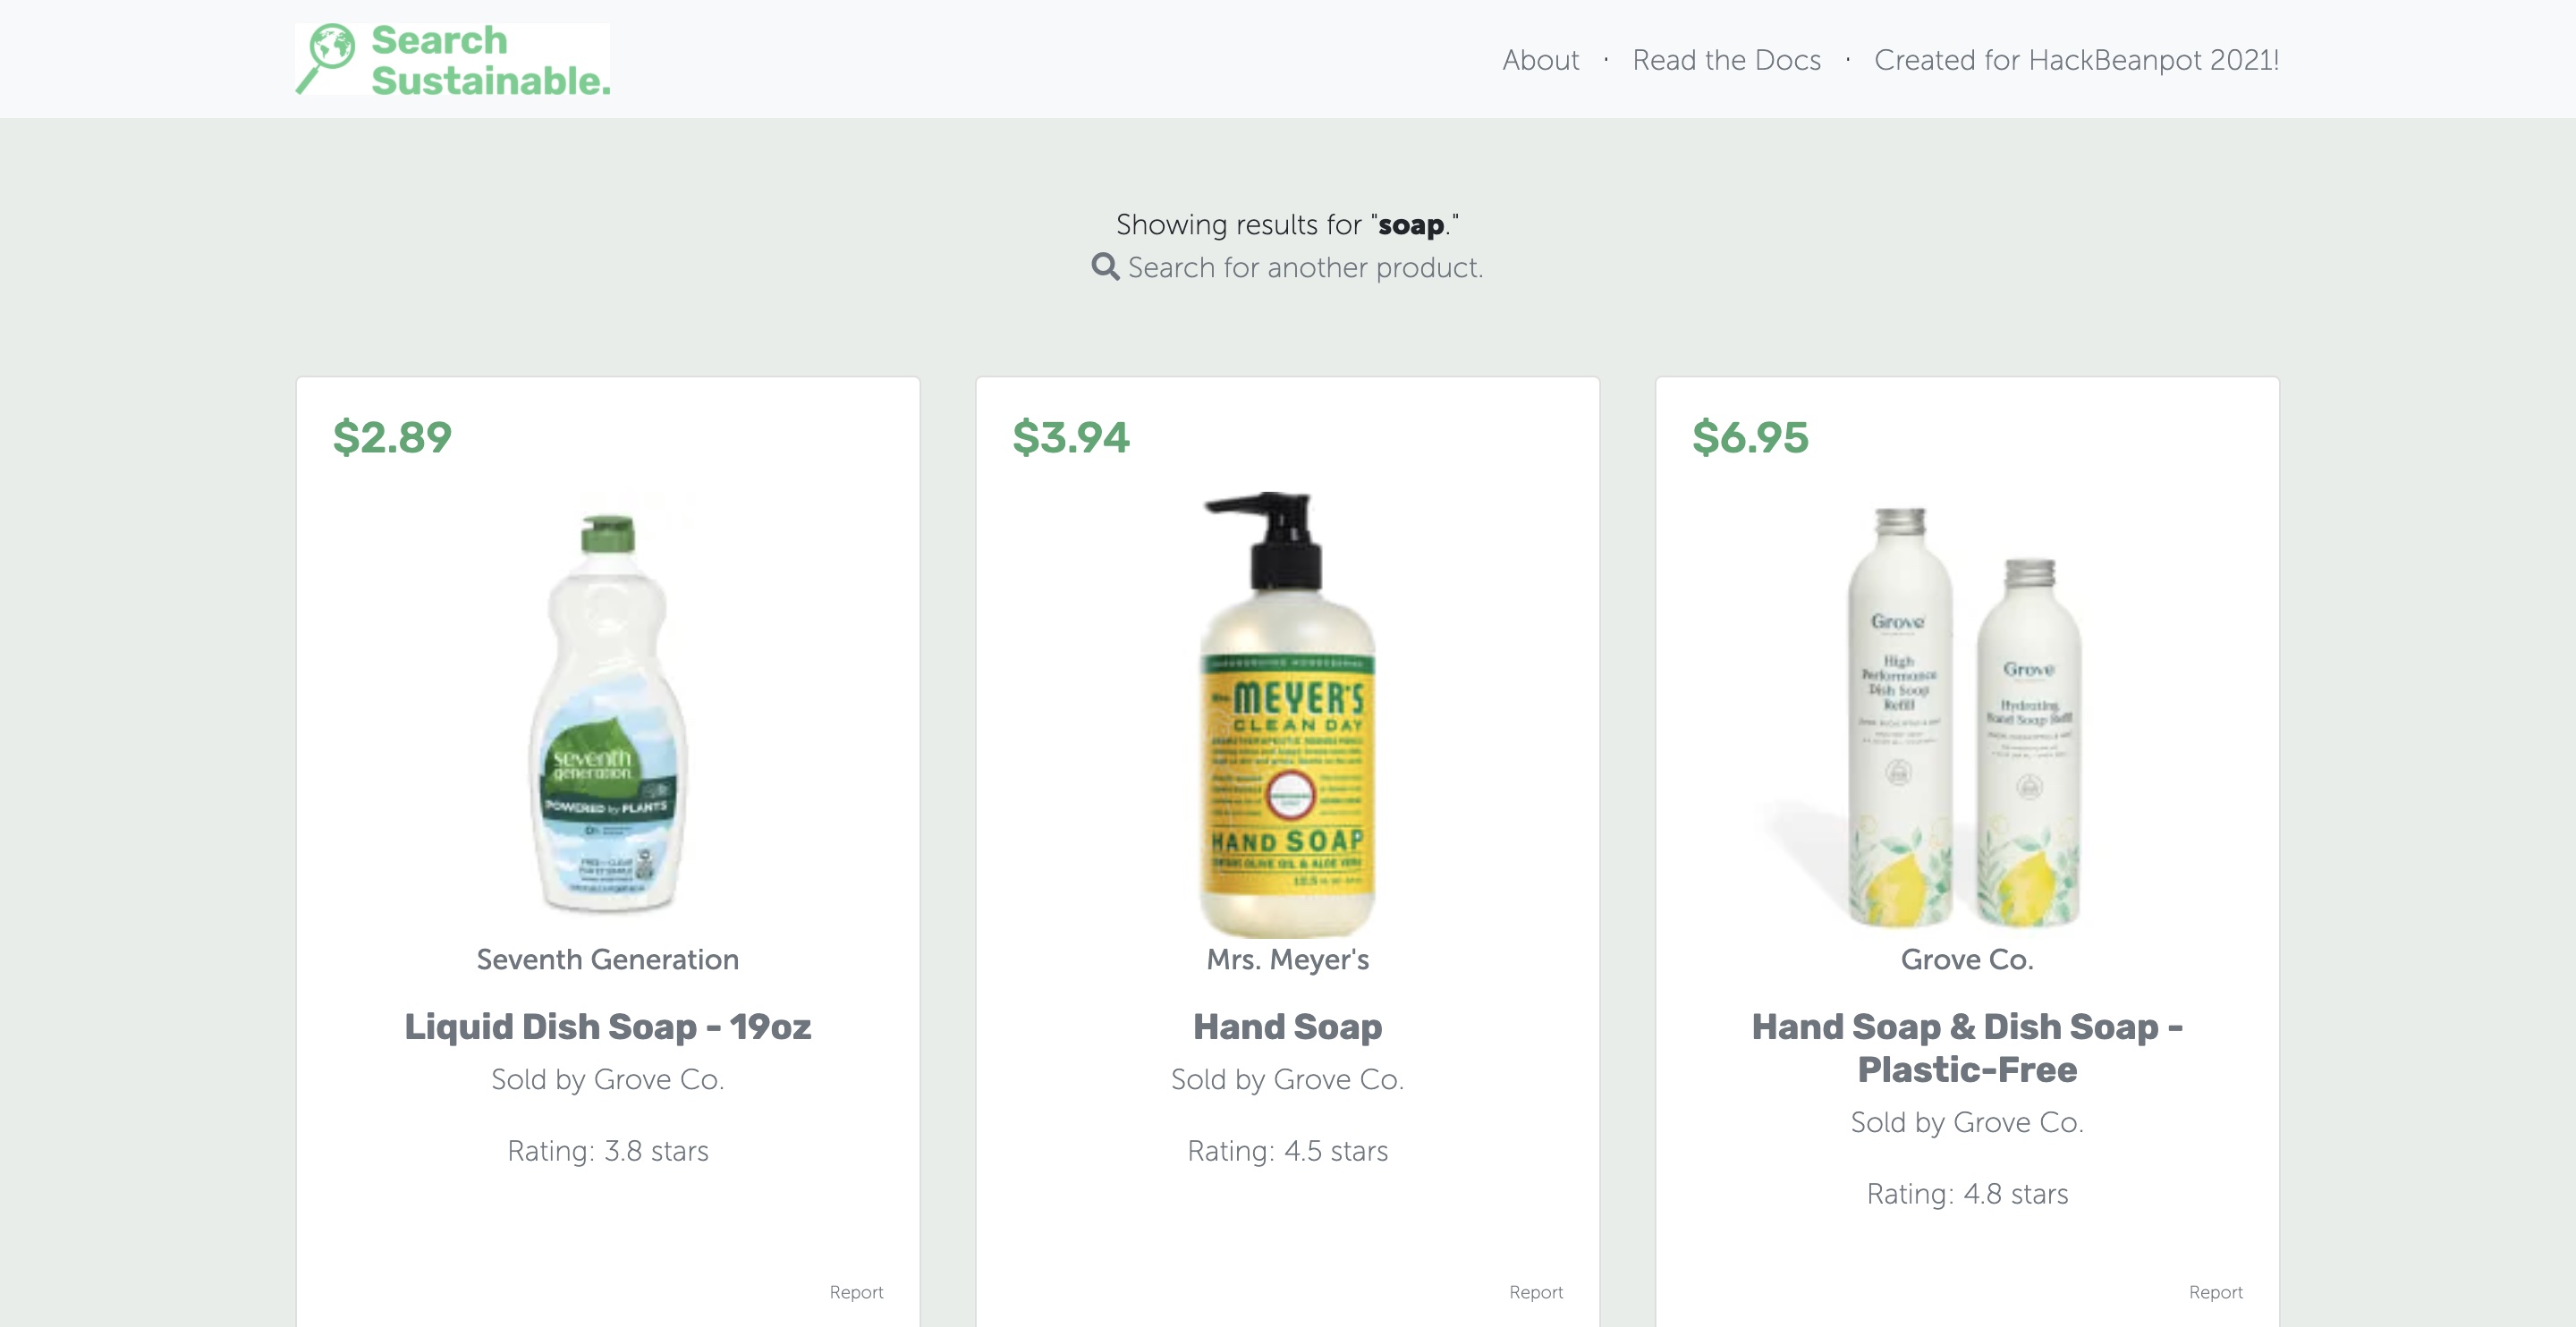 Search
Sustainable.
About · Read the Docs · Created for HackBeanpot 2021!
Showing results for "soap."
Search for another product.
$2.89
seventh
generation
POWERED by PLANTS
Seventh Generation
Liquid Dish Soap - 19oz
Sold by Grove Co.
Rating: 3.8 stars
Report
$3.94
Mrs. MEYER'S
CLEAN DAY
HAND SOAP
Mrs. Meyer's
Hand Soap
Sold by Grove Co.
Rating: 4.5 stars
Report
$6.95
Grove
High
Performance
Dish Soap
Refill
Grove
Hydrating
Hand Soap Refill
Grove Co.
Hand Soap & Dish Soap -
Plastic-Free
Sold by Grove Co.
Rating: 4.8 stars
Report